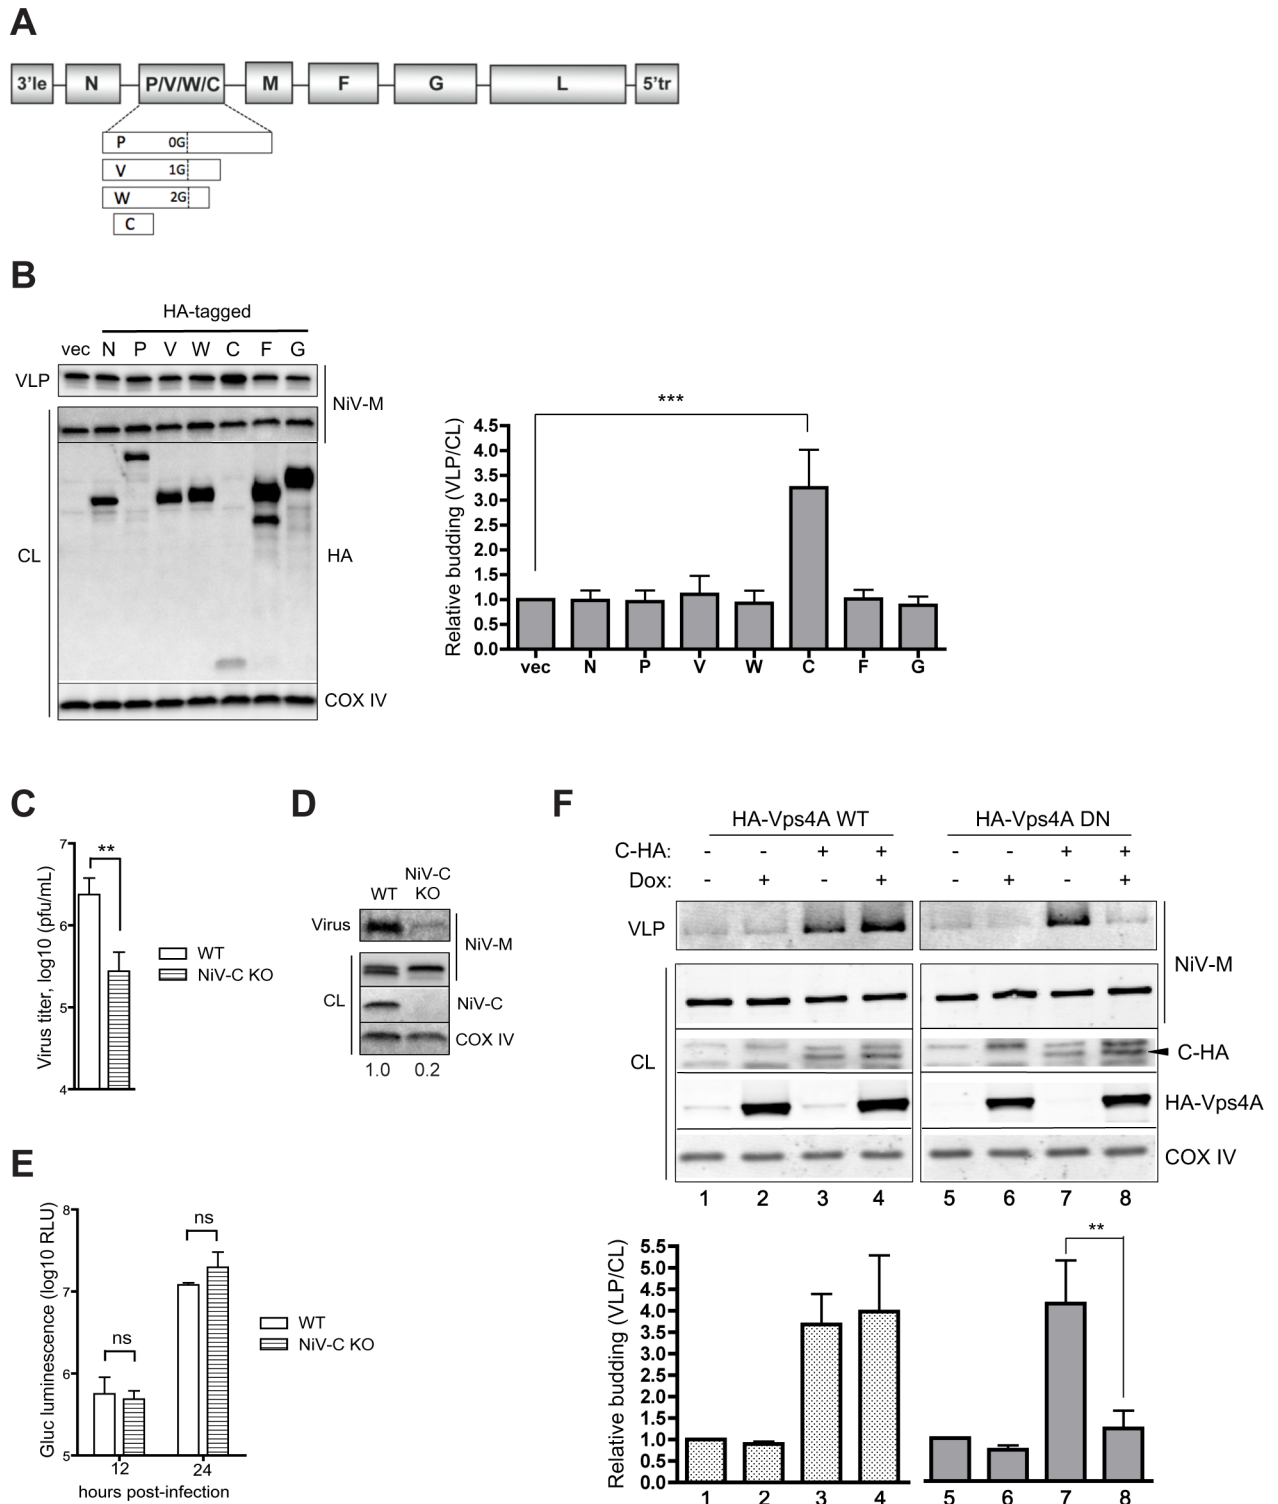 A
3'le N P/V/W/C M F G L 5'tr
P 0G
V 1G
W 2G
C
B
HA-tagged
vec N P V W C F G
VLP
NiV-M
CL
HA
COX IV
***
Relative budding (VLP/CL)
4.5
4.0
3.5
3.0
2.5
2.0
1.5
1.0
0.5
0.0
vec N P V W C F G
C
Virus titer, log10 (pfu/mL)
7
6
5
4
**
WT
NiV-C KO
D
WT NiV-C KO
Virus
NiV-M
CL
NiV-C
COX IV
1.0 0.2
E
Gluc luminescence (log10 RLU)
8
7
6
5
ns
ns
12 24
hours post-infection
WT
NiV-C KO
F
HA-Vps4A WT HA-Vps4A DN
C-HA: - - + + - - + +
Dox: - + - + - + - +
VLP
NiV-M
CL
C-HA
HA-Vps4A
COX IV
1 2 3 4 5 6 7 8
Relative budding (VLP/CL)
5.5
5.0
4.5
4.0
3.5
3.0
2.5
2.0
1.5
1.0
0.5
0.0
**
1 2 3 4 5 6 7 8